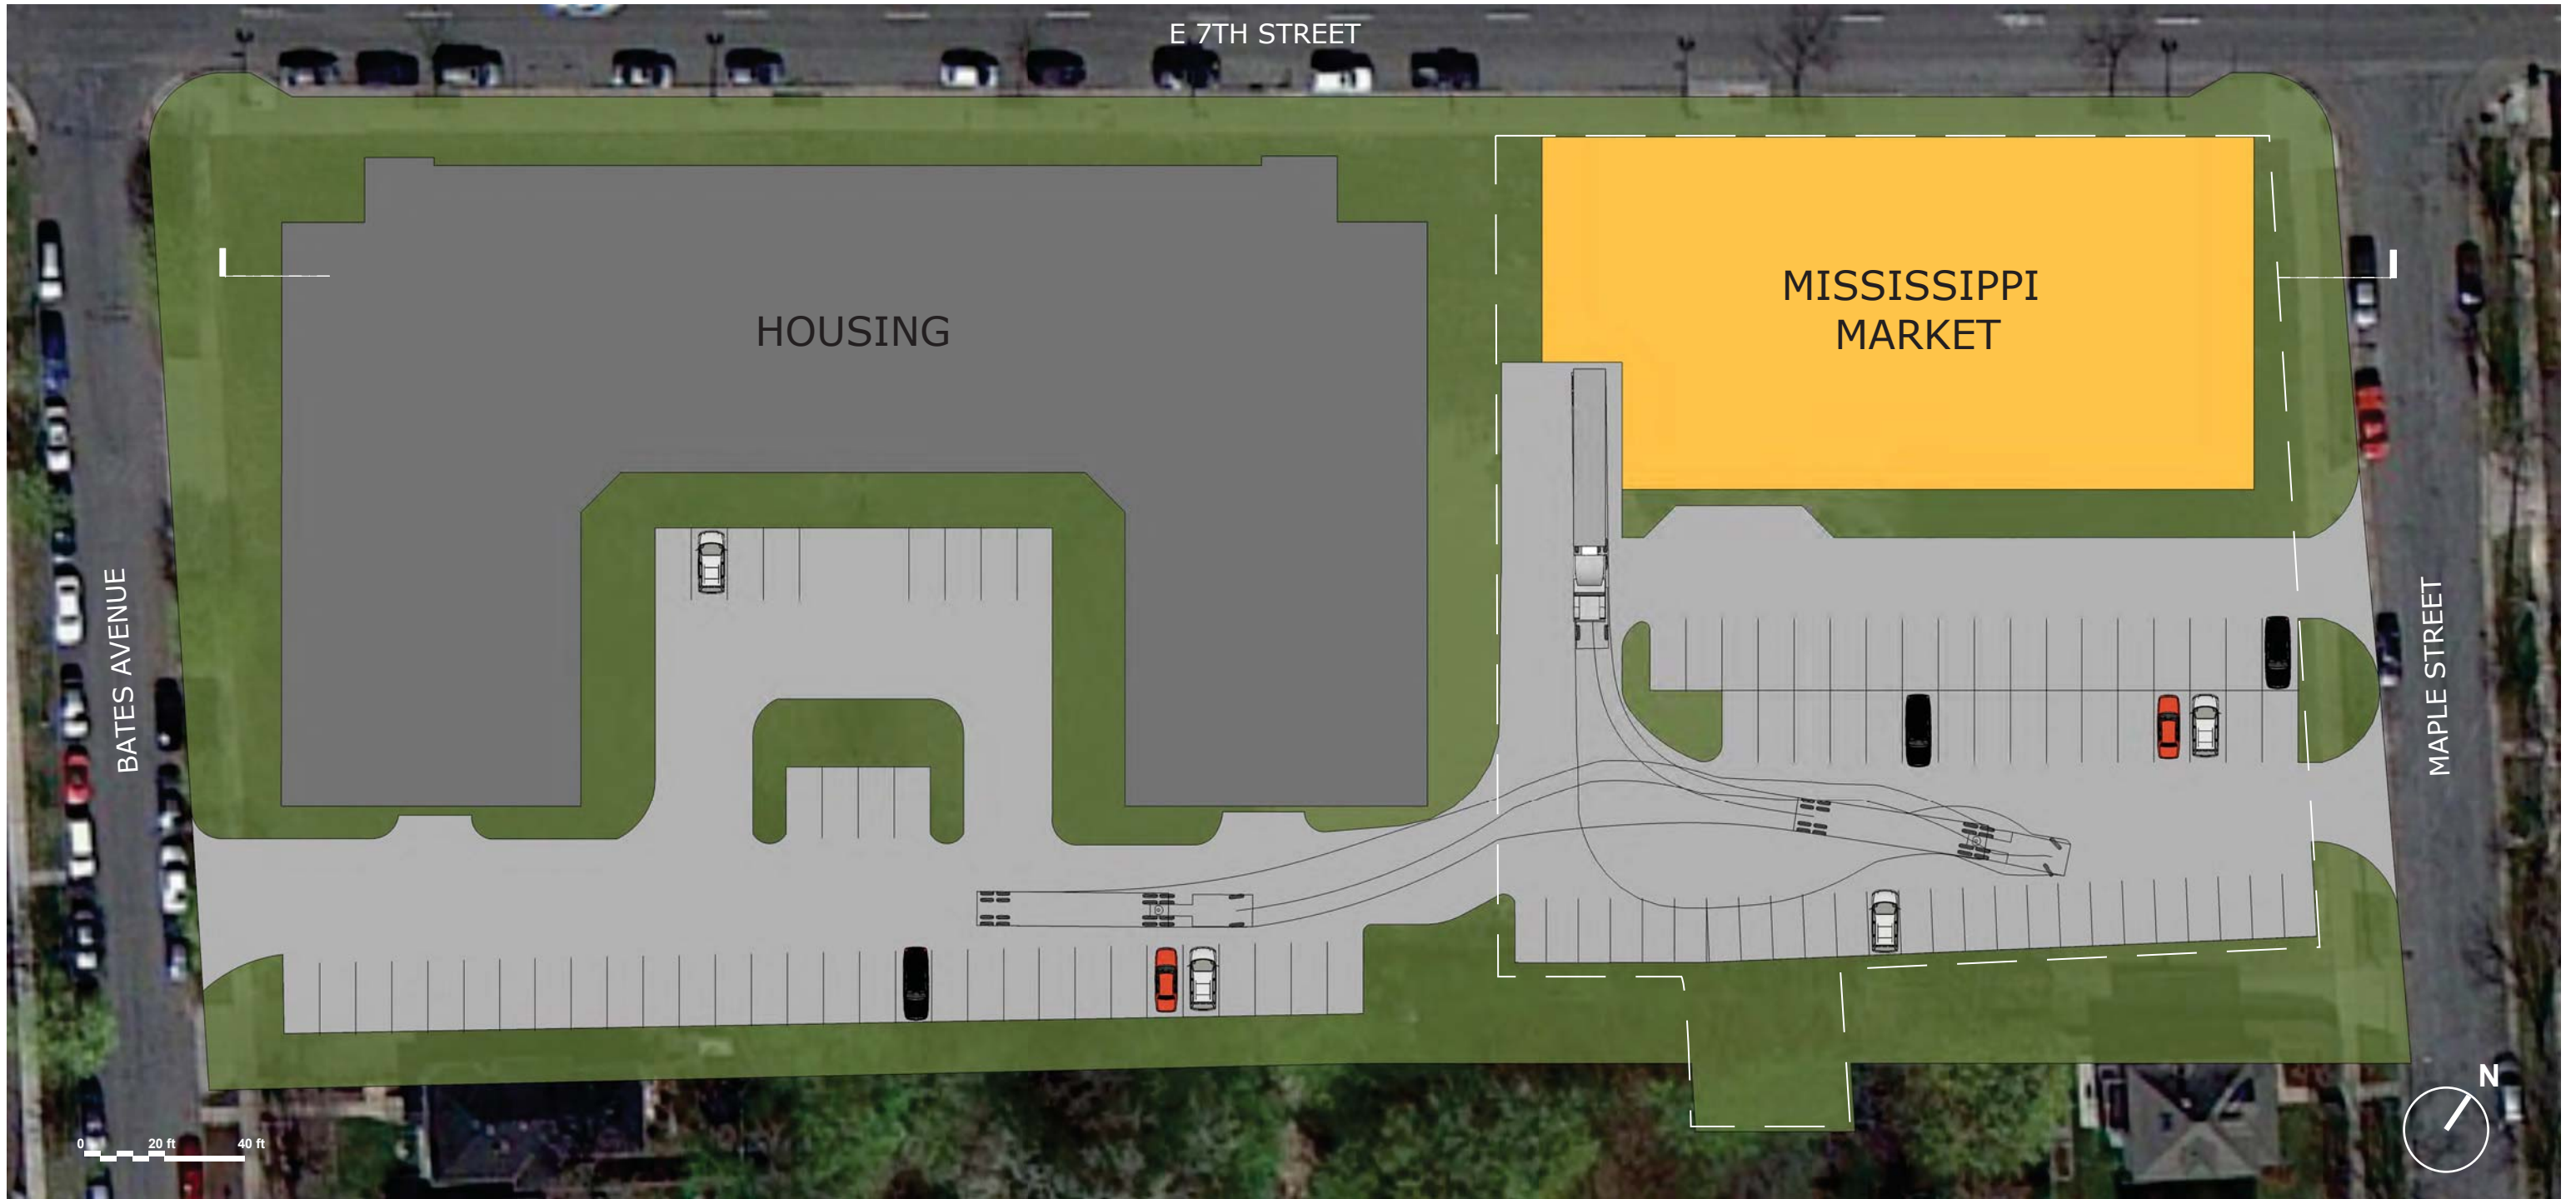 E 7TH STREET
HOUSING
MISSISSIPPI
MARKET
BATES AVENUE
MAPLE STREET
0 20 ft 40 ft
N